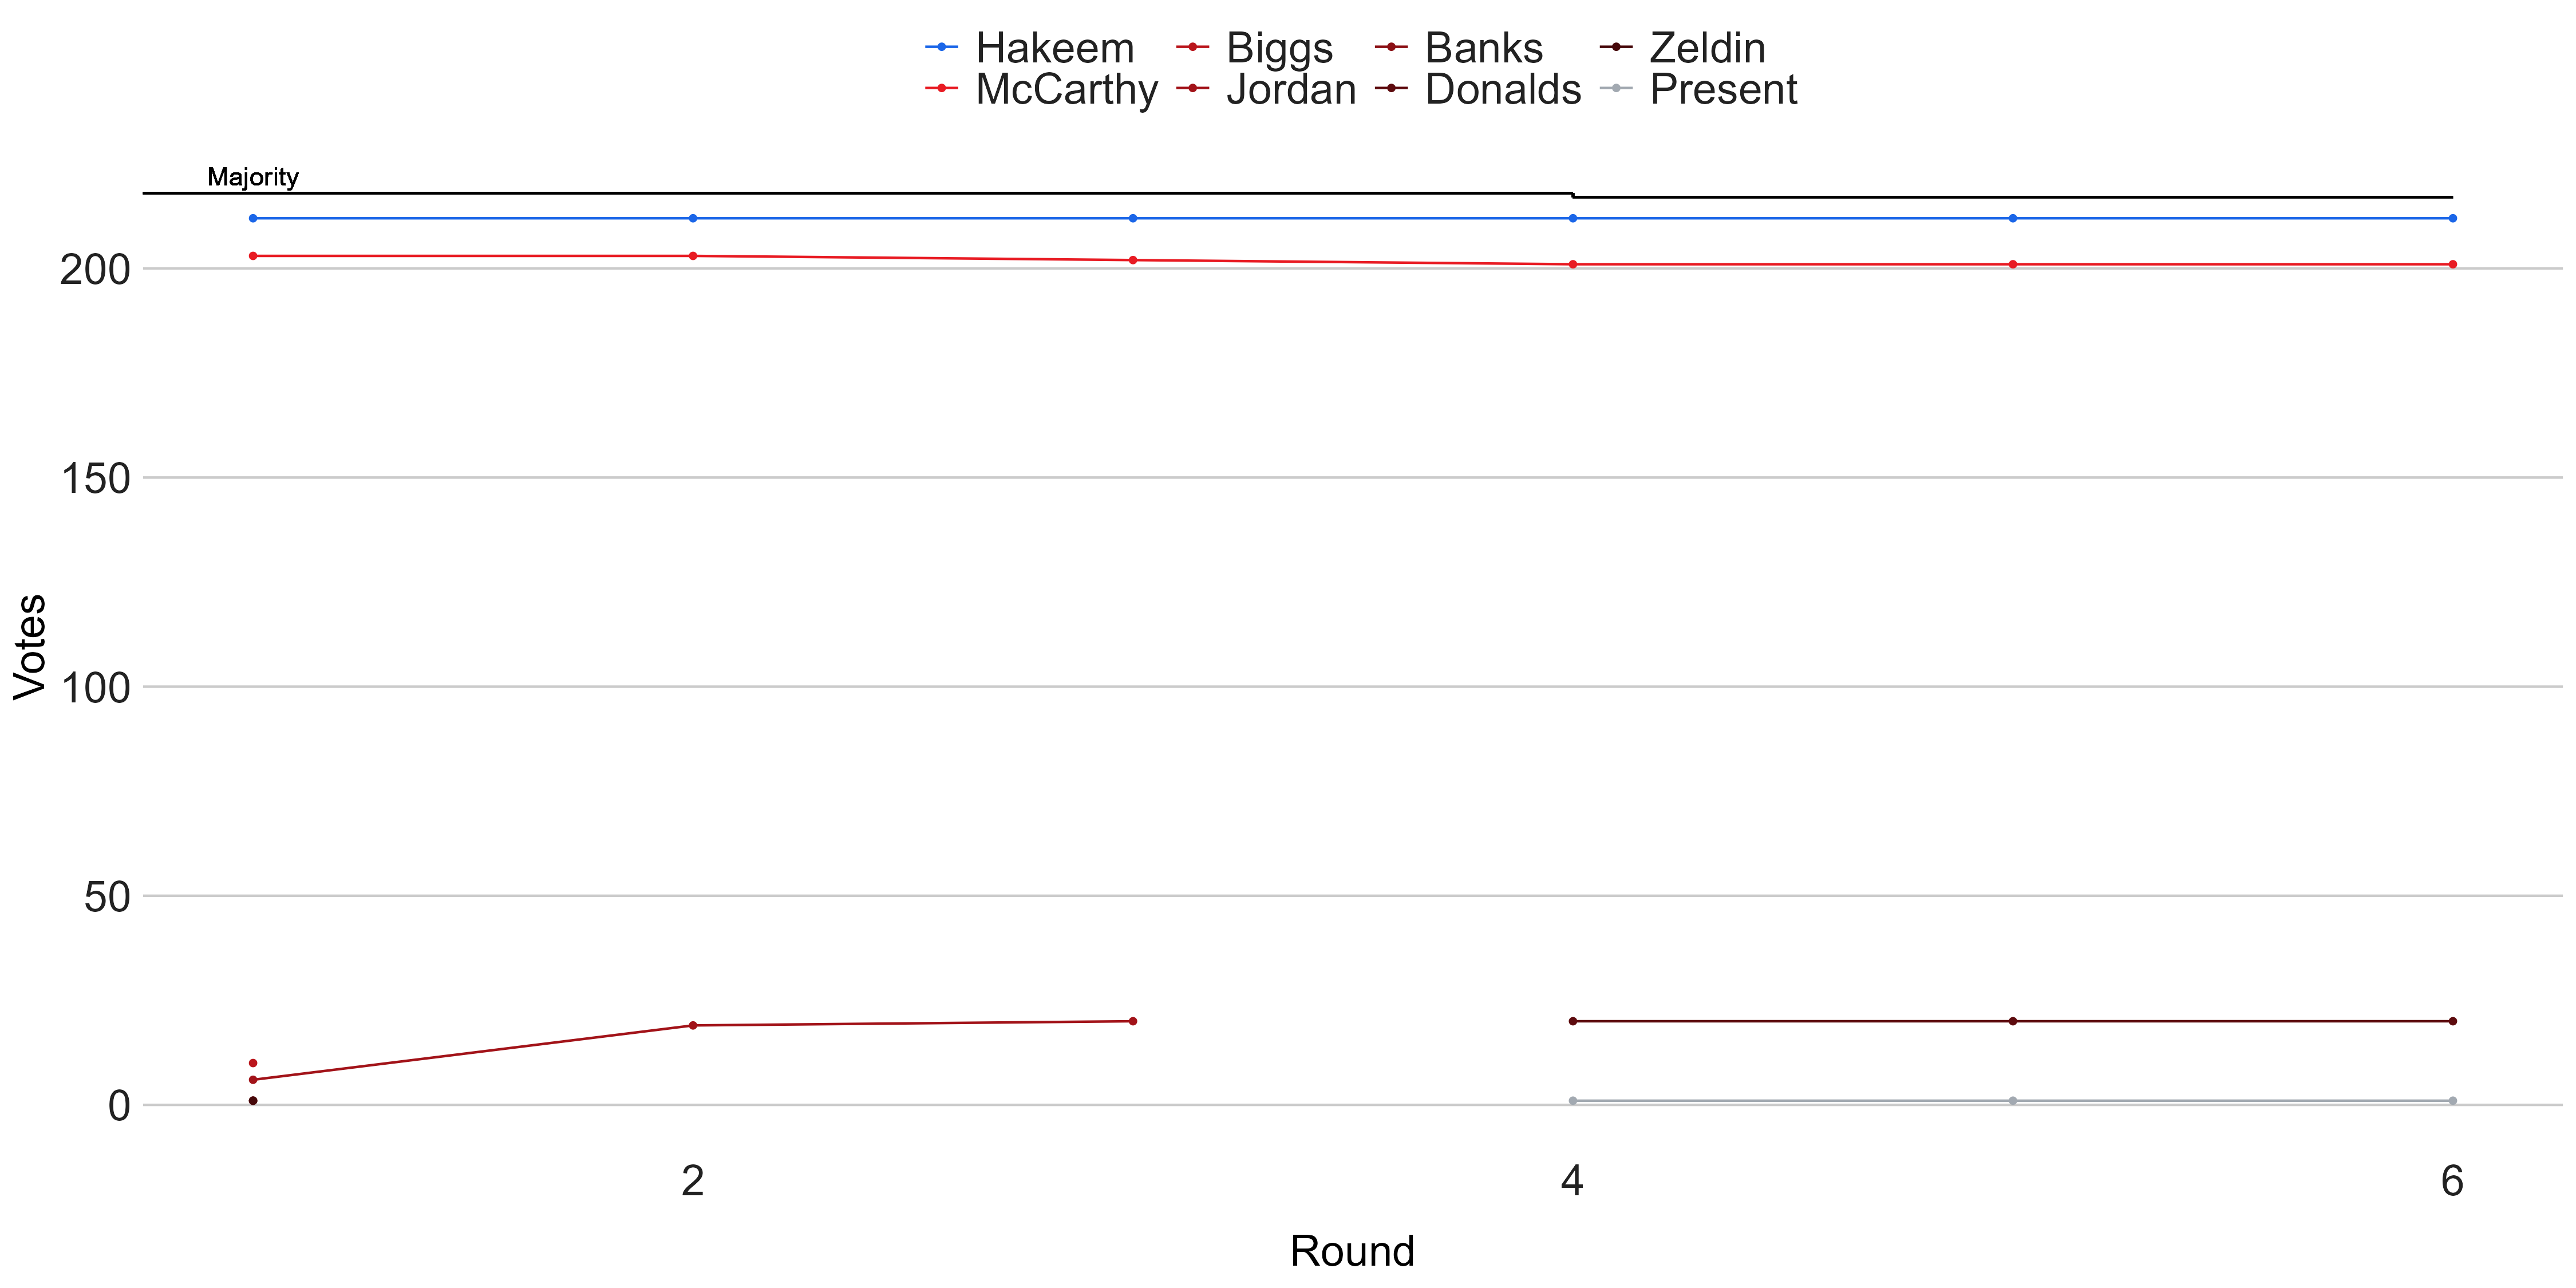 Hakeem Biggs Banks Zeldin
McCarthy Jordan Donalds Present
Majority
200
150
100
50
0
Votes
2 4 6
Round